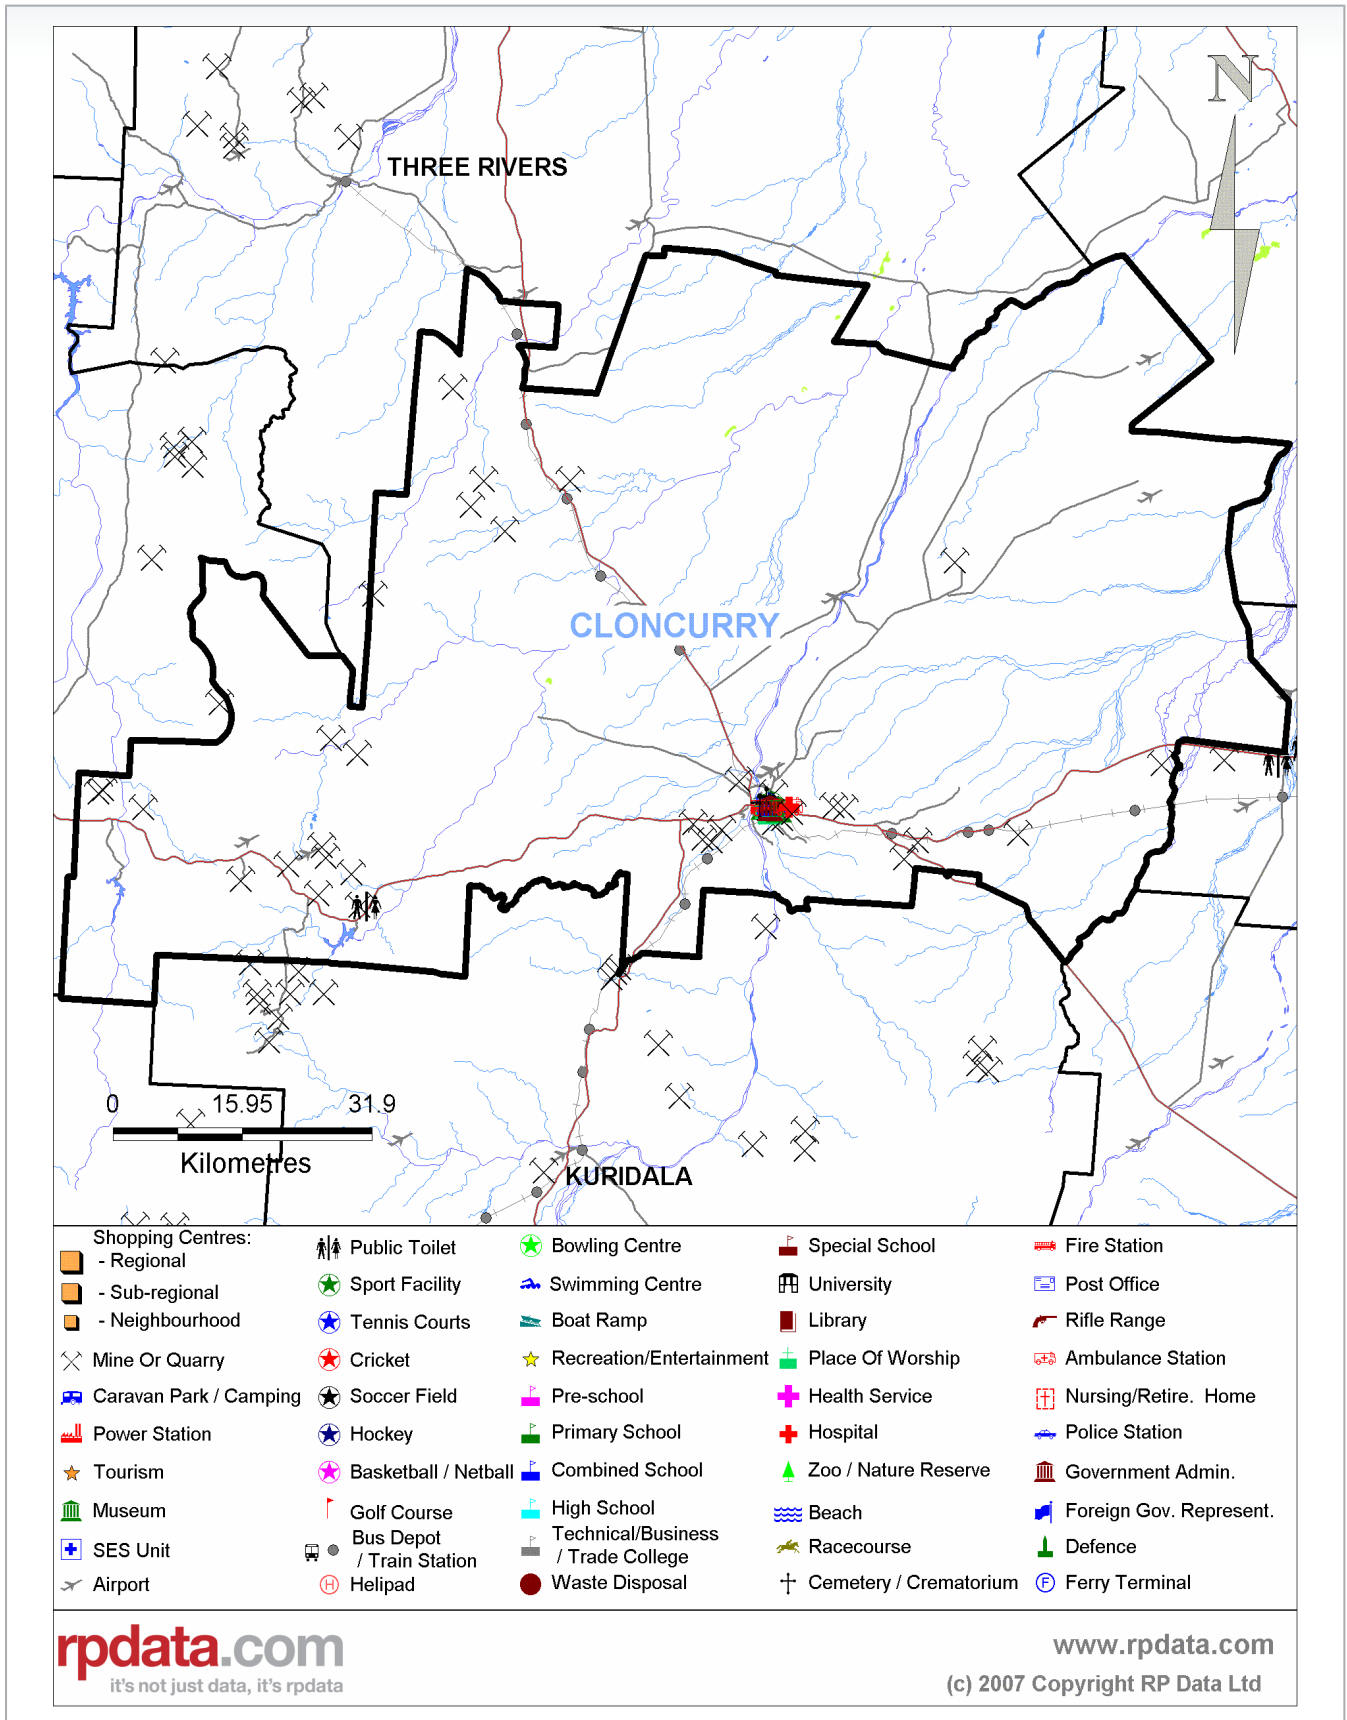 N
THREE RIVERS
CLONCURRY
0 15.95 31.9
Kilometres
KURIDALA
Shopping Centres:
- Regional
- Sub-regional
- Neighbourhood
Mine Or Quarry
Caravan Park / Camping
Power Station
Tourism
Museum
SES Unit
Airport
Public Toilet
Sport Facility
Tennis Courts
Cricket
Soccer Field
Hockey
Basketball / Netball
Golf Course
Bus Depot
/ Train Station
H Helipad
Bowling Centre
Swimming Centre
Boat Ramp
Recreation/Entertainment
Pre-school
Primary School
Combined School
High School
Technical/Business
/ Trade College
Waste Disposal
Special School
University
Library
Place Of Worship
Health Service
Hospital
Zoo / Nature Reserve
Beach
Racecourse
Cemetery / Crematorium
Fire Station
Post Office
Rifle Range
Ambulance Station
Nursing/Retire. Home
Police Station
Government Admin.
Foreign Gov. Represent.
Defence
F Ferry Terminal
rpdata.com
it's not just data, it's rpdata
www.rpdata.com
(c) 2007 Copyright RP Data Ltd